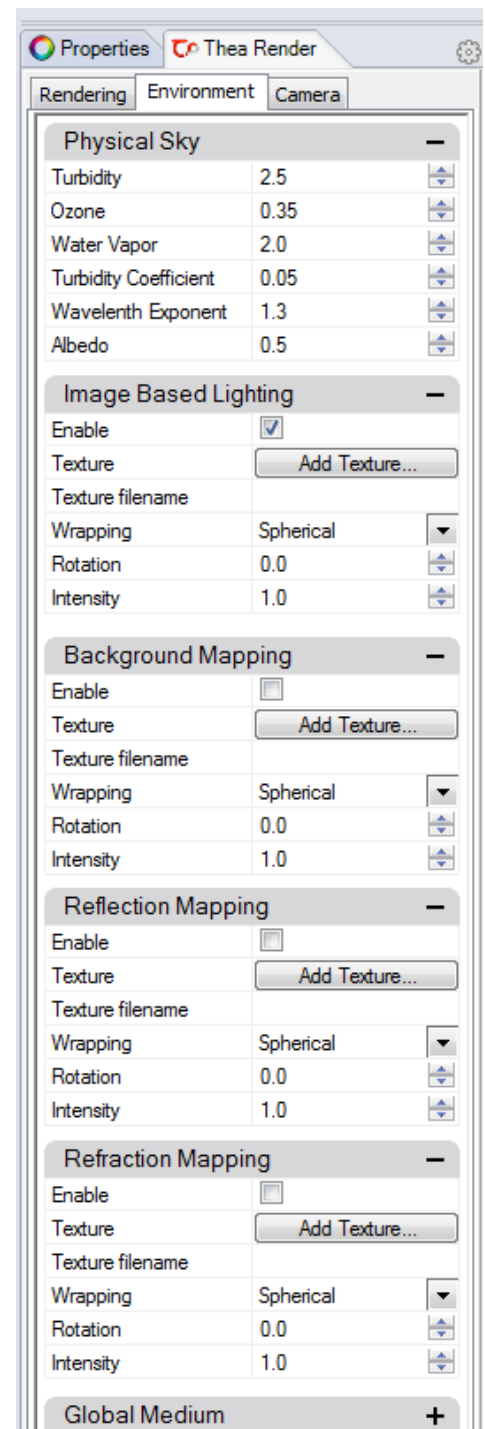 Properties Thea Render
Rendering Environment Camera
Physical Sky
Turbidity 2.5
Ozone 0.35
Water Vapor 2.0
Turbidity Coefficient 0.05
Wavelenth Exponent 1.3
Albedo 0.5
Image Based Lighting
Enable
Texture Add Texture...
Texture filename
Wrapping Spherical
Rotation 0.0
Intensity 1.0
Background Mapping
Enable
Texture Add Texture...
Texture filename
Wrapping Spherical
Rotation 0.0
Intensity 1.0
Reflection Mapping
Enable
Texture Add Texture...
Texture filename
Wrapping Spherical
Rotation 0.0
Intensity 1.0
Refraction Mapping
Enable
Texture Add Texture...
Texture filename
Wrapping Spherical
Rotation 0.0
Intensity 1.0
Global Medium